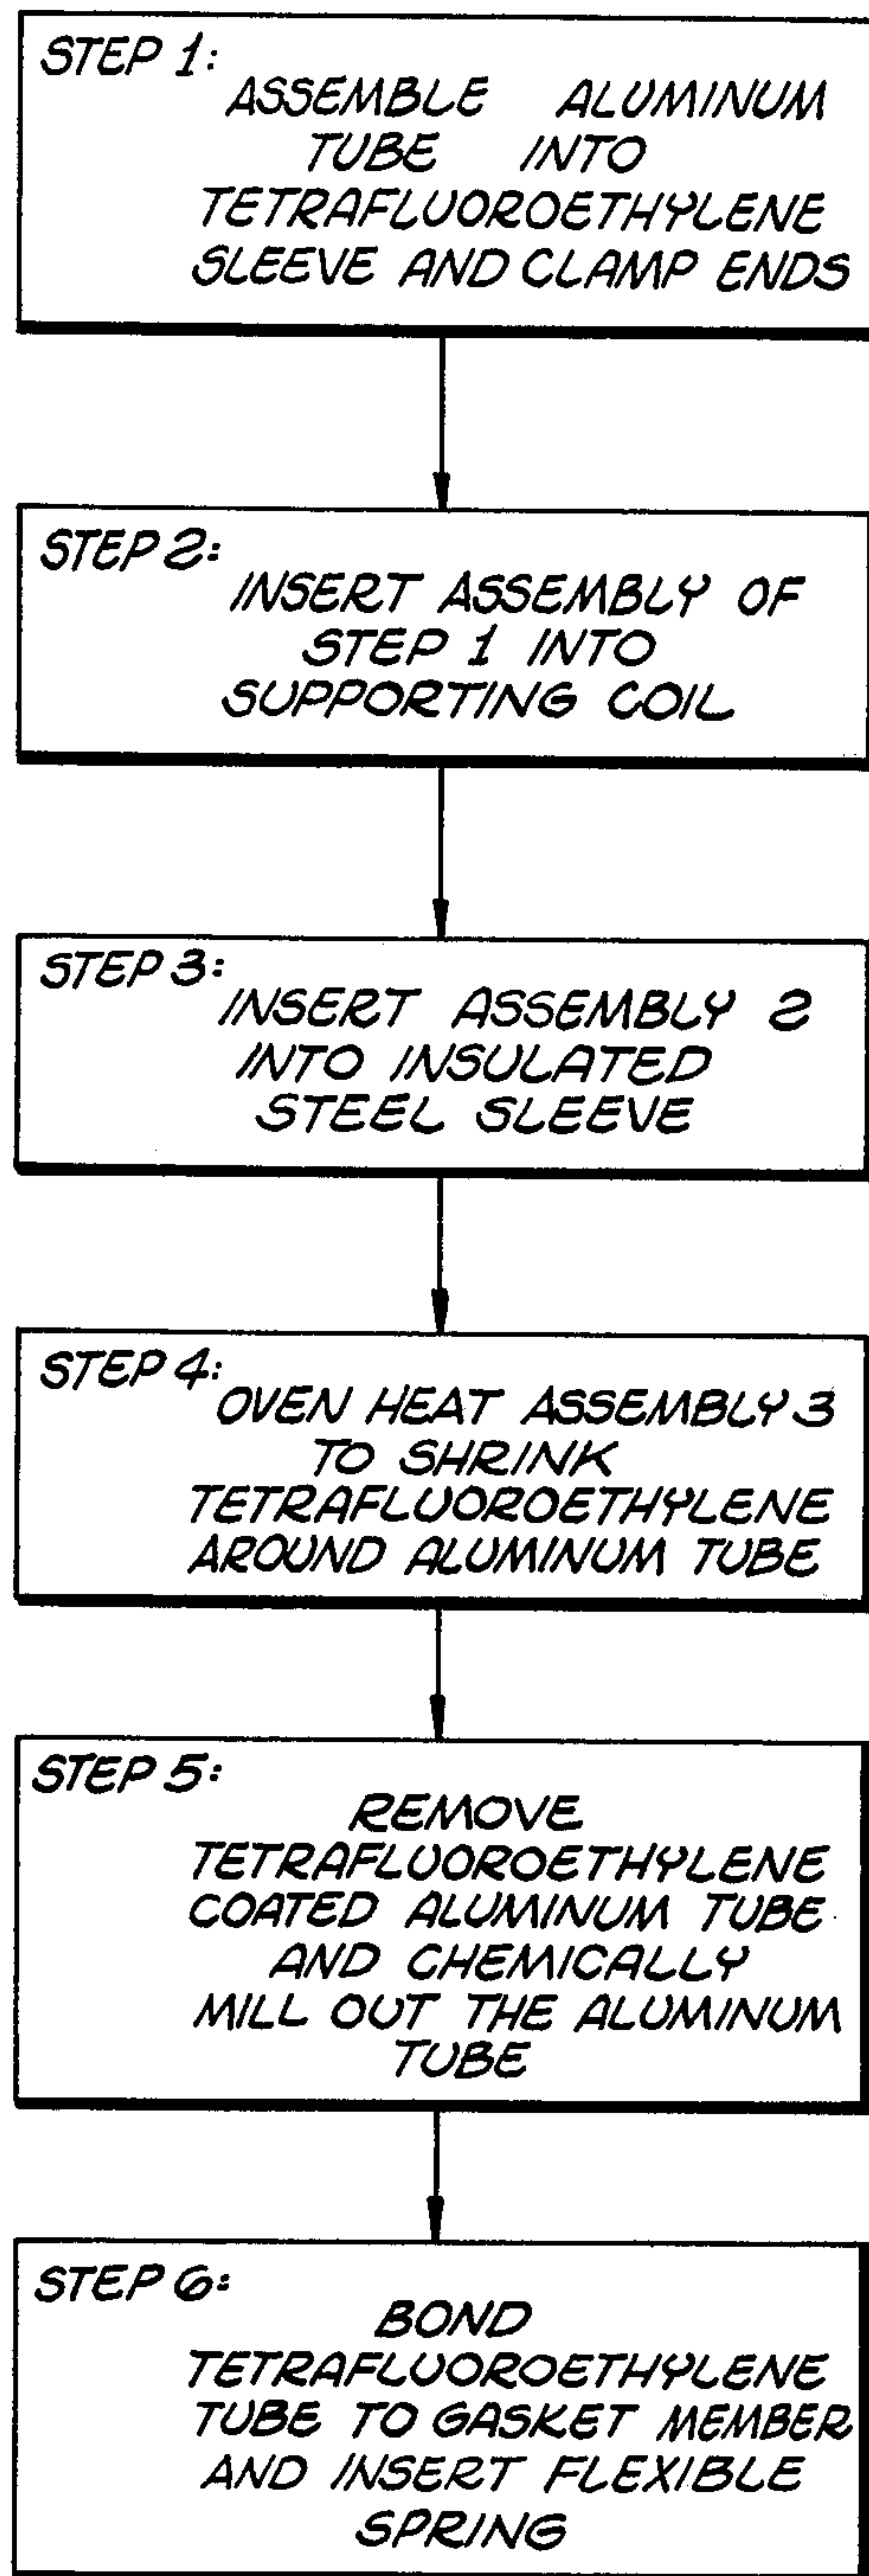 STEP 1:
ASSEMBLE ALUMINUM
TUBE INTO
TETRAFLUOROETHYLENE
SLEEVE AND CLAMP ENDS
STEP 2:
INSERT ASSEMBLY OF
STEP 1 INTO
SUPPORTING COIL
STEP 3:
INSERT ASSEMBLY 2
INTO INSULATED
STEEL SLEEVE
STEP 4:
OVEN HEAT ASSEMBLY 3
TO SHRINK
TETRAFLUOROETHYLENE
AROUND ALUMINUM TUBE
STEP 5:
REMOVE
TETRAFLUOROETHYLENE
COATED ALUMINUM TUBE
AND CHEMICALLY
MILL OUT THE ALUMINUM
TUBE
STEP 6:
BOND
TETRAFLUOROETHYLENE
TUBE TO GASKET MEMBER
AND INSERT FLEXIBLE
SPRING